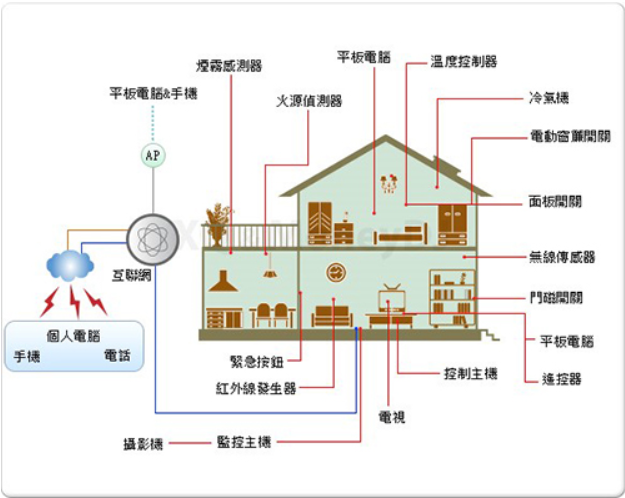 平板電腦
溫度控制器
煙霧感測器
平板電腦&手機
火源偵測器
冷氣機
電動窗簾開關
AP
面板開關
無線傳感器
互聯網
門磁開關
個人電腦
手機
電話
平板電腦
緊急按鈕
控制主機
遙控器
紅外線發生器
電視
攝影機
監控主機